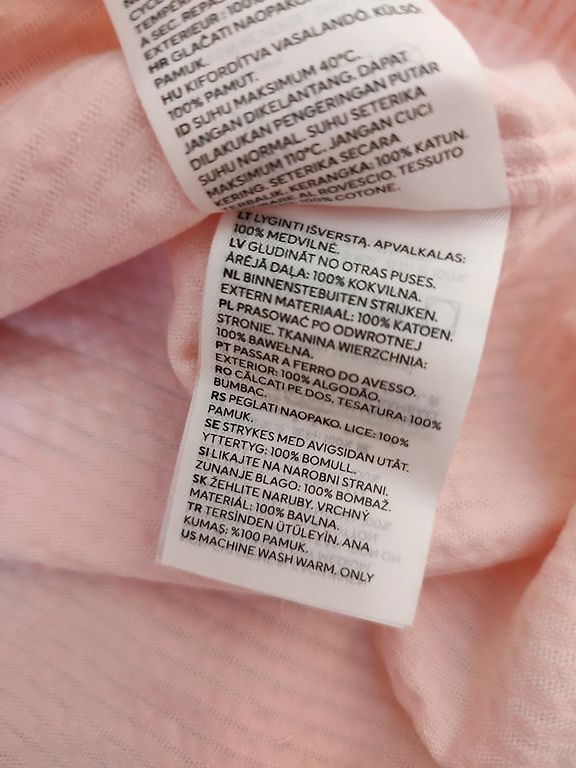 CYCL
TEMPE
À SEC. REPAS
EXTERIEUR: 100%
HR GLAČATI NAOPAKO
PAMUK.
HU KIFORDÍTVA VASALANDÓ. KÜLSŐ:
100% PAMUT.
ID SUHU MAKSIMUM 40°C.
JANGAN DIKELANTANG. DAPAT
DILAKUKAN PENGERINGAN PUTAR
SUHU NORMAL. SUHU SETERIKA
MAKSIMUM 110°C. JANGAN CUCI
KERING. SETERIKA SECARA
TERBALIK. KERANGKA: 100% KATUN.
AL ROVESCIO. TESSUTO
100% COTONE.
LT LYGINTI IŠVERSTĄ. APVALKALAS:
100% MEDVILNĖ.
LV GLUDINĀT NO OTRAS PUSES.
ĀRĒJĀ DAĻA: 100% KOKVILNA.
NL BINNENSTEBUITEN STRIJKEN.
EXTERN MATERIAAL: 100% KATOEN.
PL PRASOWAĆ PO ODWROTNEJ
STRONIE. TKANINA WIERZCHNIA:
100% BAWEŁNA.
PT PASSAR A FERRO DO AVESSO.
EXTERIOR: 100% ALGODÃO.
RO CĂLCAȚI PE DOS. TESATURA: 100%
BUMBAC.
RS PEGLATI NAOPAKO. LICE: 100%
PAMUK.
SE STRYKES MED AVIGSIDAN UTÅT.
YTTERTYG: 100% BOMULL.
SI LIKAJTE NA NAROBNI STRANI.
ZUNANJE BLAGO: 100% BOMBAŽ.
SK ŽEHLITE NARUBY. VRCHNÝ
MATERIÁL: 100% BAVLNA.
TR TERSİNDEN ÜTÜLEYİN. ANA
KUMAŞ: %100 PAMUK.
US MACHINE WASH WARM. ONLY